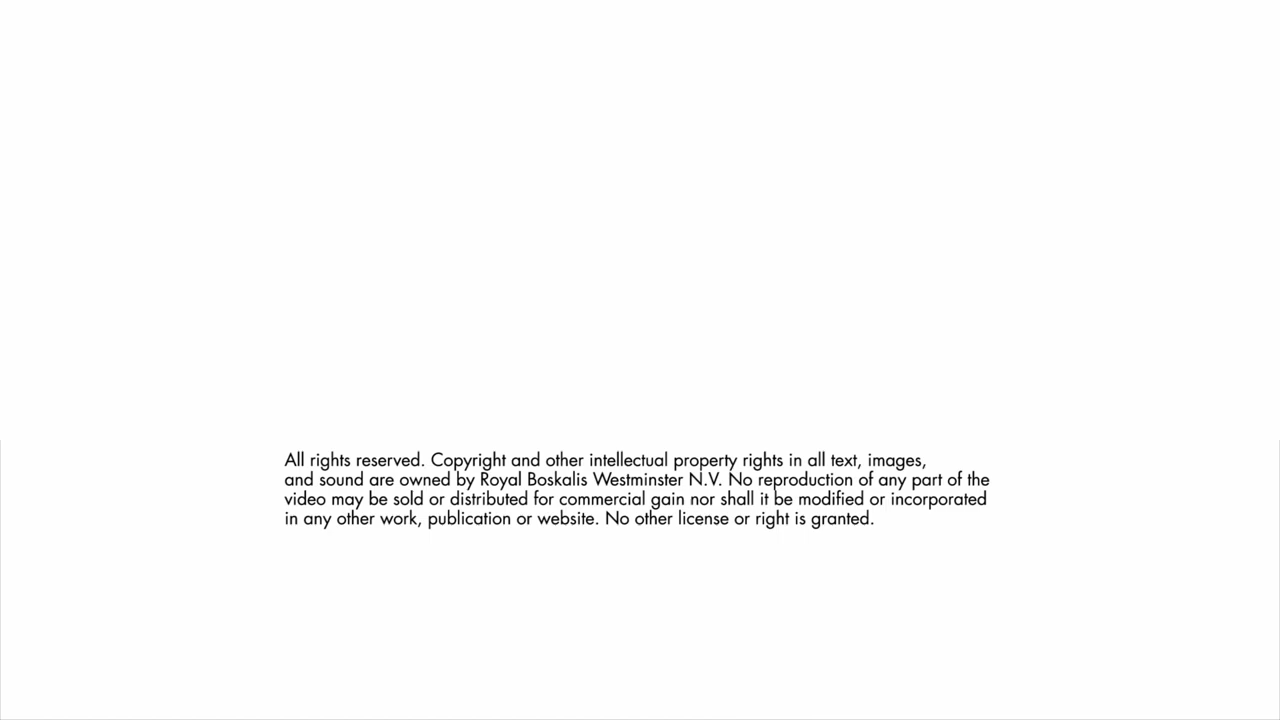 All rights reserved. Copyright and other intellectual property rights in all text, images,
and sound are owned by Royal Boskalis Westminster N.V. No reproduction of any part of the
video may be sold or distributed for commercial gain nor shall it be modified or incorporated
in any other work, publication or website. No other license or right is granted.